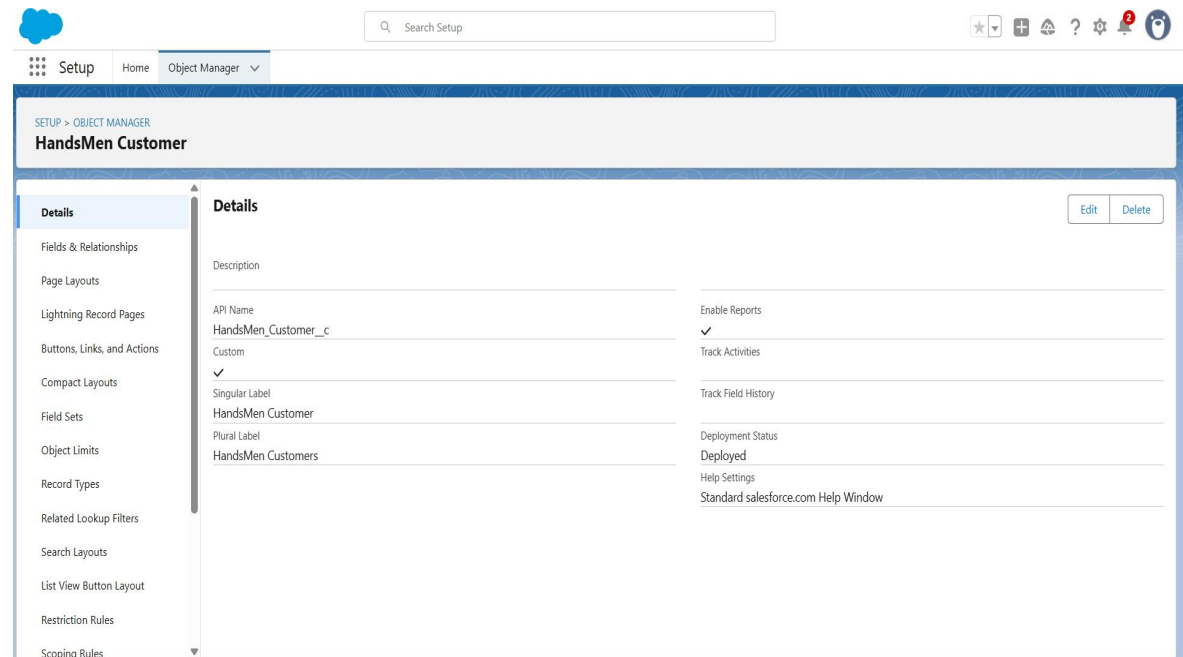 Search Setup
2
Setup
Home
Object Manager
SETUP > OBJECT MANAGER
HandsMen Customer
Details
Fields & Relationships
Page Layouts
Lightning Record Pages
Buttons, Links, and Actions
Compact Layouts
Field Sets
Object Limits
Record Types
Related Lookup Filters
Search Layouts
List View Button Layout
Restriction Rules
Scoping Rules
Details
Edit
Delete
Description
API Name
HandsMen_Customer__c
Custom
Singular Label
HandsMen Customer
Plural Label
HandsMen Customers
Enable Reports
Track Activities
Track Field History
Deployment Status
Deployed
Help Settings
Standard salesforce.com Help Window